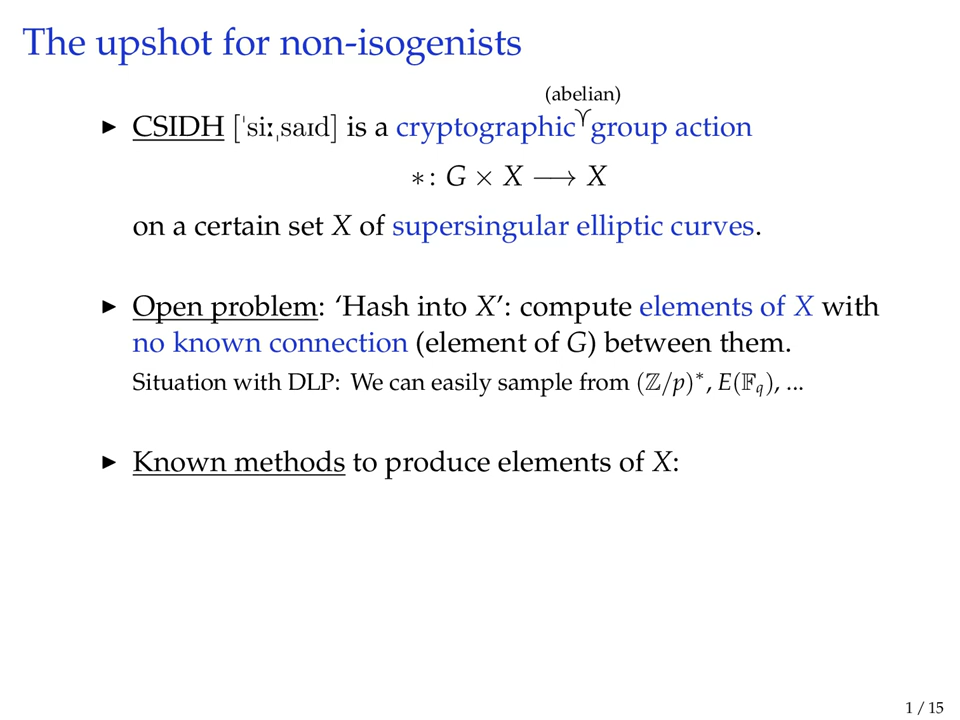 The upshot for non-isogenists
(abelian)
▶ CSIDH [ˈsiːˌsaɪd] is a cryptographic⌃group action
∗: G × X ⟶ X
on a certain set X of supersingular elliptic curves.
▶ Open problem: ‘Hash into X’: compute elements of X with
no known connection (element of G) between them.
Situation with DLP: We can easily sample from (ℤ/p)*, E(𝔽_q), ...
▶ Known methods to produce elements of X:
1 / 15